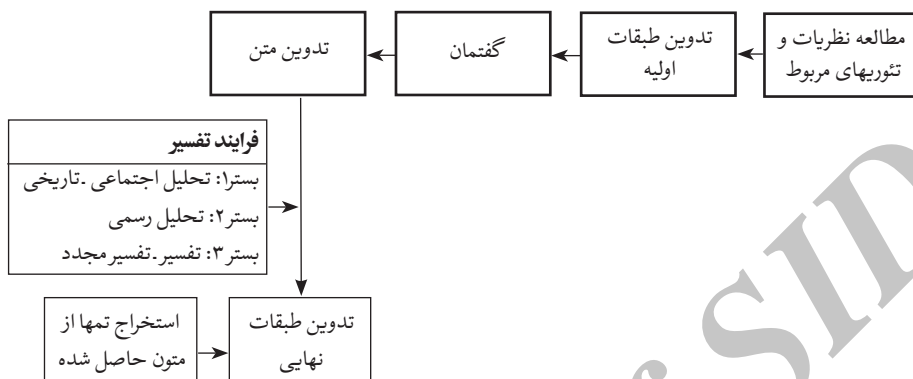 مطالعه نظریات و
تئوریهای مربوط
تدوین طبقات
اولیه
گفتمان
تدوین متن
فرایند تفسیر
بستر۱: تحلیل اجتماعی ـ تاریخی
بستر۲: تحلیل رسمی
بستر۳: تفسیر ـ تفسیر مجدد
تدوین طبقات
نهایی
استخراج تمها از
متون حاصل شده
f SID